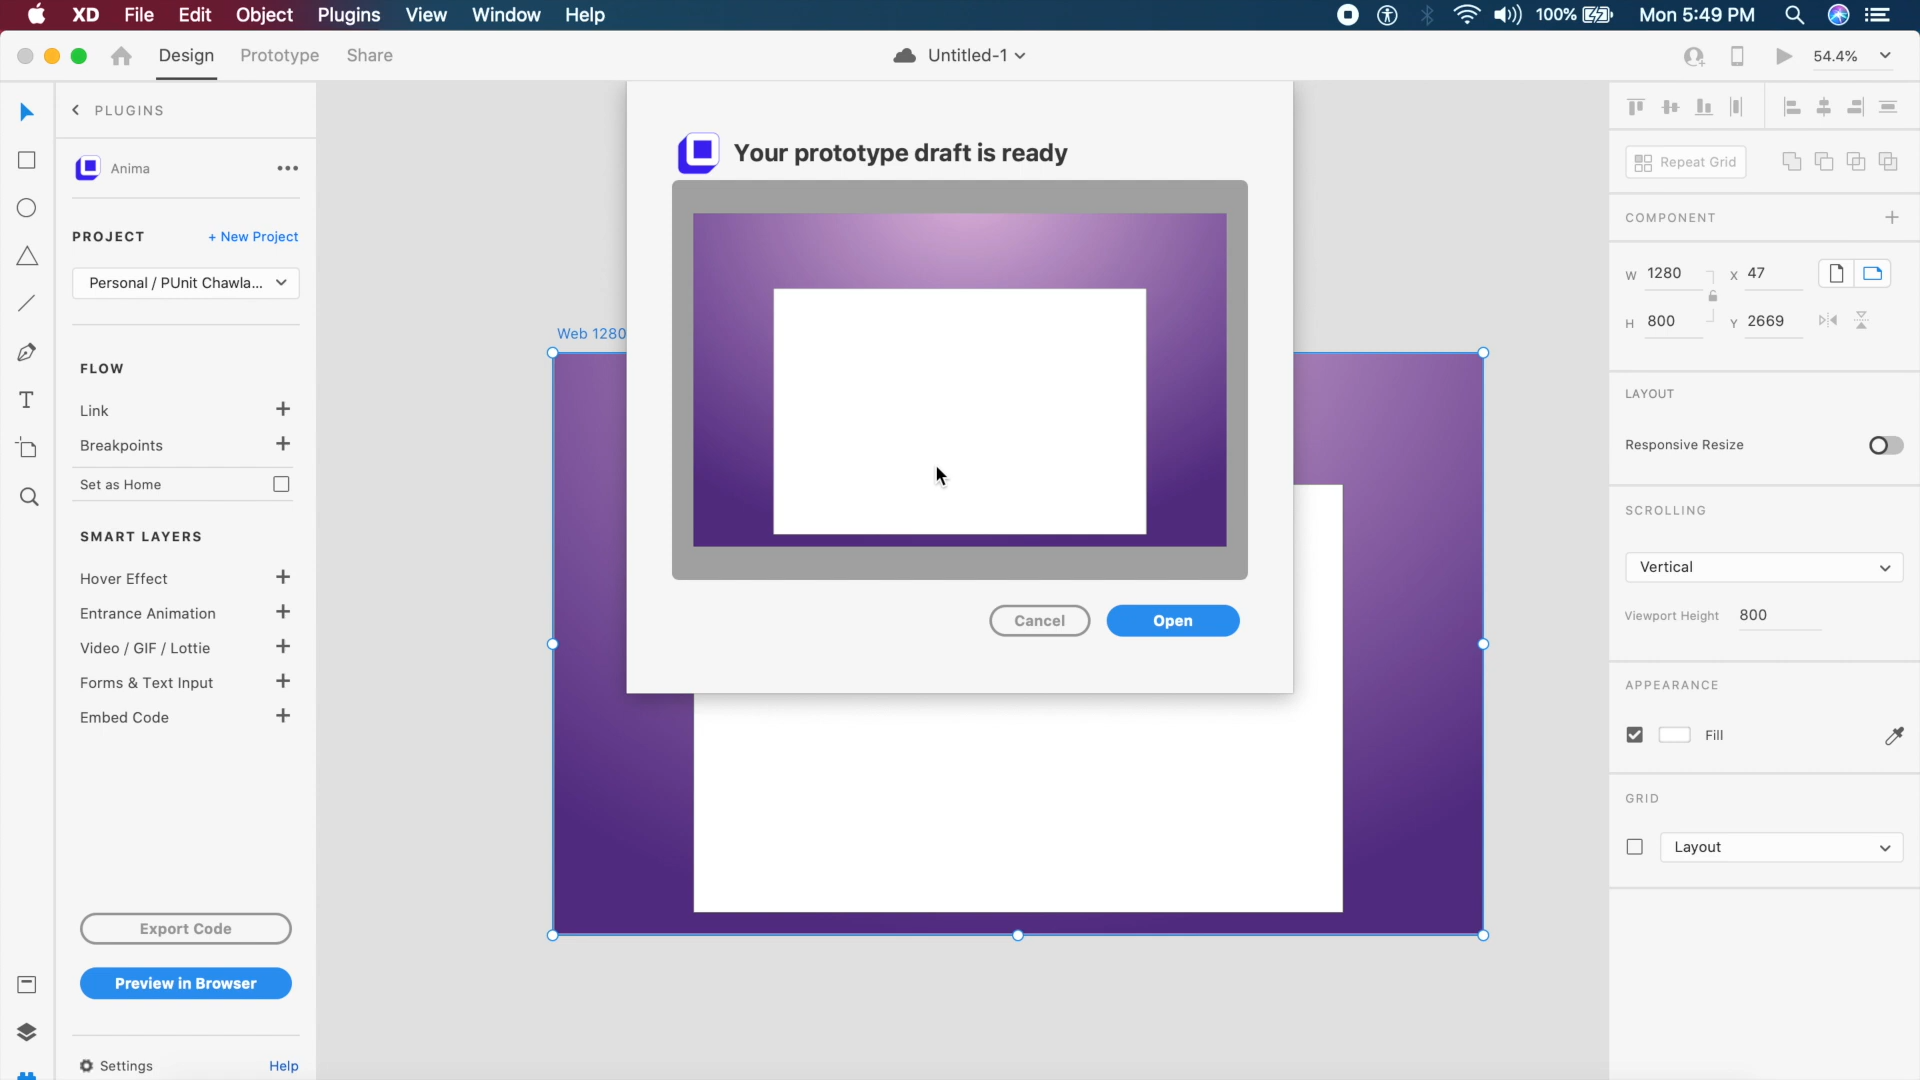 XD File Edit Object Plugins View Window Help 100% Mon 5:49 PM
Design Prototype Share Untitled-1 54.4%
PLUGINS
Anima
PROJECT + New Project
Personal / PUnit Chawla...
FLOW
Link
Breakpoints
Set as Home
SMART LAYERS
Hover Effect
Entrance Animation
Video / GIF / Lottie
Forms & Text Input
Embed Code
Export Code
Preview in Browser
Settings Help
Web 1280
Your prototype draft is ready
Cancel Open
Repeat Grid
COMPONENT
W 1280 X 47
H 800 Y 2669
LAYOUT
Responsive Resize
SCROLLING
Vertical
Viewport Height 800
APPEARANCE
Fill
GRID
Layout